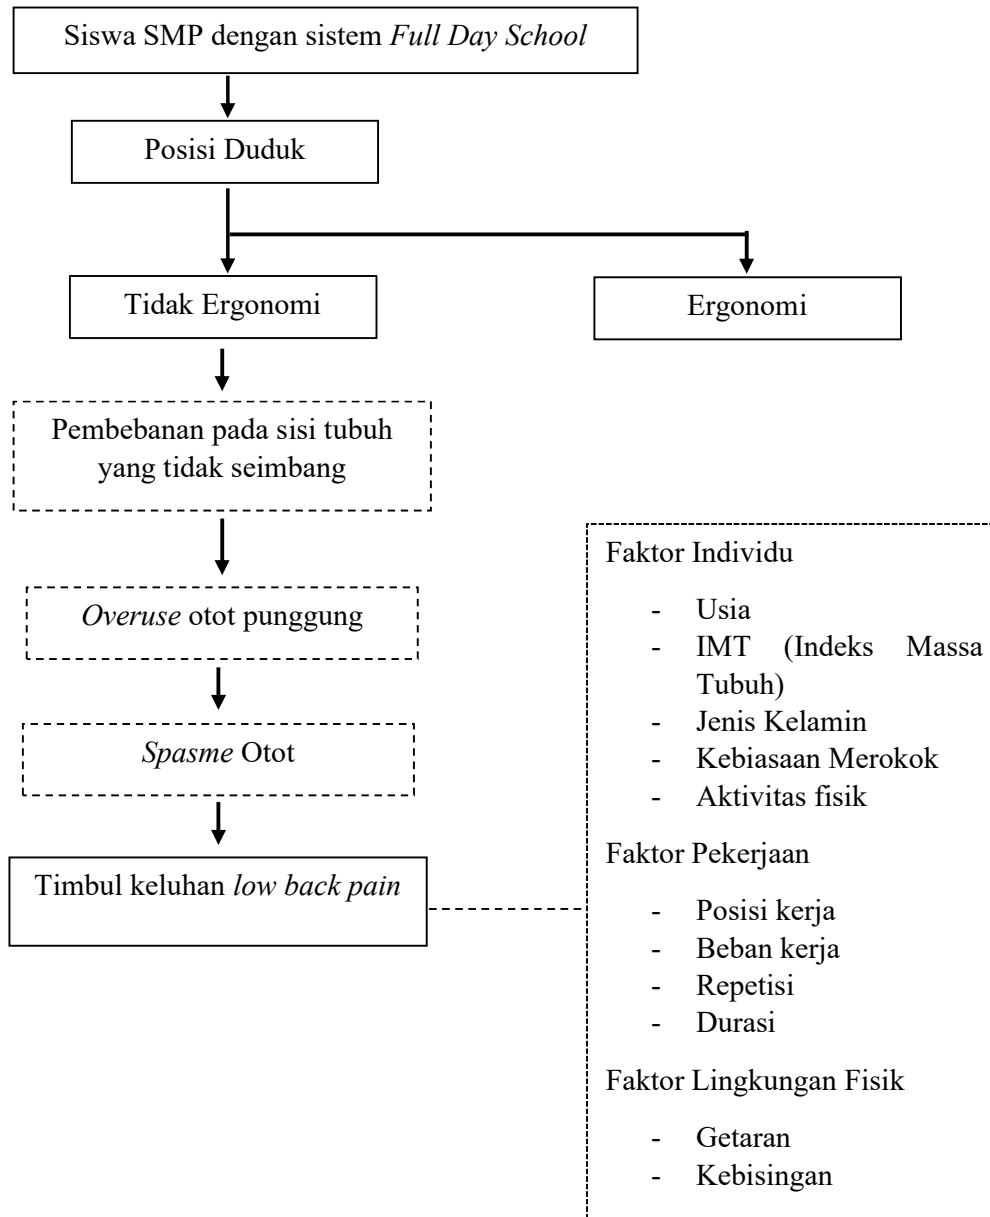 Siswa SMP dengan sistem Full Day School
Posisi Duduk
Tidak Ergonomi
Ergonomi
Pembebanan pada sisi tubuh
yang tidak seimbang
Overuse otot punggung
Spasme Otot
Timbul keluhan low back pain
Faktor Individu
- Usia
- IMT (Indeks Massa
Tubuh)
- Jenis Kelamin
- Kebiasaan Merokok
- Aktivitas fisik
Faktor Pekerjaan
- Posisi kerja
- Beban kerja
- Repetisi
- Durasi
Faktor Lingkungan Fisik
- Getaran
- Kebisingan